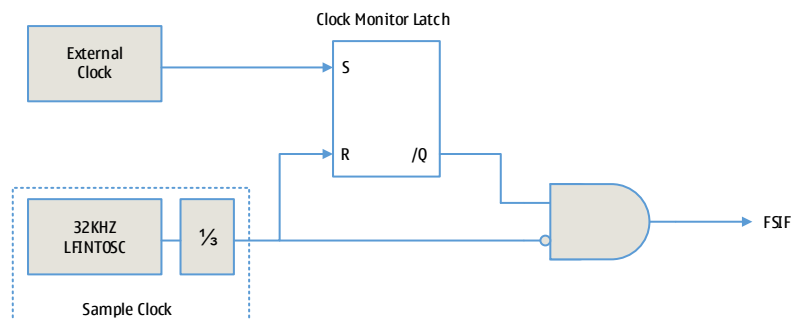 Clock Monitor Latch
External
Clock
S
R
/Q
32KHZ
LFINTOSC
⅓
FSIF
Sample Clock